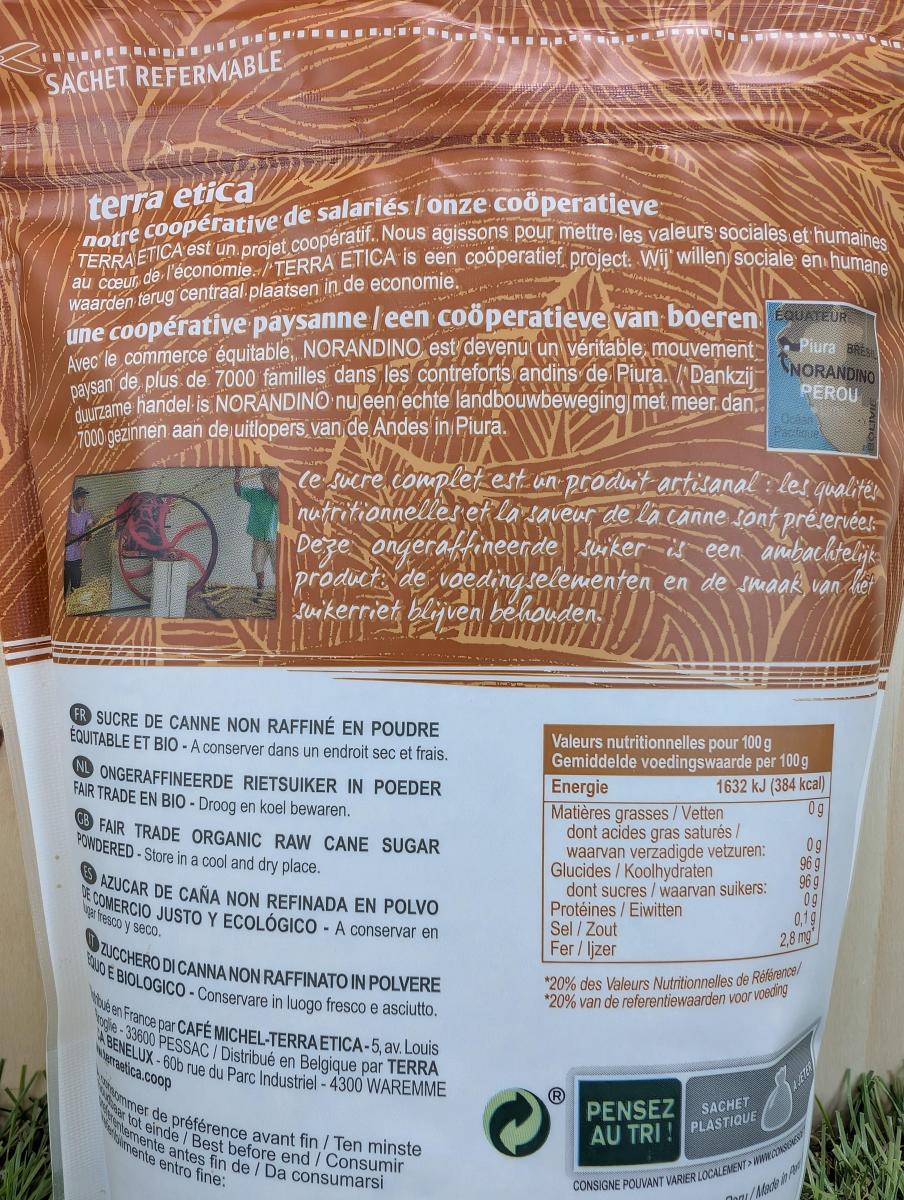 SACHET REFERMABLE
terra etica
notre coopérative de salariés / onze coöperatieve
TERRA ETICA est un projet coopératif. Nous agissons pour mettre les valeurs sociales et humaines
au cœur de l'économie. / TERRA ETICA is een coöperatief project. Wij willen sociale en humane
waarden terug centraal plaatsen in de economie.
une coopérative paysanne / een coöperatieve van boeren
Avec le commerce équitable, NORANDINO est devenu un véritable mouvement
paysan de plus de 7000 familles dans les contreforts andins de Piura. / Dankzij
duurzame handel is NORANDINO nu een echte landbouwbeweging met meer dan
7000 gezinnen aan de uitlopers van de Andes in Piura.
ÉQUATEUR
Piura BRÉSIL
NORANDINO
PÉROU
Océan
Pacifique
BOLIVIE
Ce sucre complet est un produit artisanal : les qualités
nutritionnelles et la saveur de la canne sont préservées.
Deze ongeraffineerde suiker is een ambachtelijk
product: de voedingselementen en de smaak van het
suikerriet blijven behouden.
FR SUCRE DE CANNE NON RAFFINÉ EN POUDRE
ÉQUITABLE ET BIO - A conserver dans un endroit sec et frais.
NL ONGERAFFINEERDE RIETSUIKER IN POEDER
FAIR TRADE EN BIO - Droog en koel bewaren.
GB FAIR TRADE ORGANIC RAW CANE SUGAR
POWDERED - Store in a cool and dry place.
ES AZUCAR DE CAÑA NON REFINADA EN POLVO
DE COMERCIO JUSTO Y ECOLÓGICO - A conservar en
lugar fresco y seco.
IT ZUCCHERO DI CANNA NON RAFFINATO IN POLVERE
EQUO E BIOLOGICO - Conservare in luogo fresco e asciutto.
en France par CAFÉ MICHEL-TERRA ETICA - 5, av. Louis
de Broglie - 33600 PESSAC / Distribué en Belgique par TERRA
BENELUX - 60b rue du Parc Industriel - 4300 WAREMME
www.terraetica.coop
consommer de préférence avant fin / Ten minste
houdbaar tot einde / Best before end / Consumir
preferentemente antes fin de / Da consumarsi
preferibilmente entro fine:
Valeurs nutritionnelles pour 100 g
Gemiddelde voedingswaarde per 100 g
Energie 1632 kJ (384 kcal)
Matières grasses / Vetten 0 g
dont acides gras saturés /
waarvan verzadigde vetzuren: 0 g
Glucides / Koolhydraten 96 g
dont sucres / waarvan suikers: 96 g
Protéines / Eiwitten 0 g
Sel / Zout 0,1 g
Fer / Ijzer 2,8 mg*
*20% des Valeurs Nutritionnelles de Référence/
*20% van de referentiewaarden voor voeding
®
PENSEZ
AU TRI !
SACHET
PLASTIQUE
À JETER
CONSIGNE POUVANT VARIER LOCALEMENT > WWW.
/ Made in